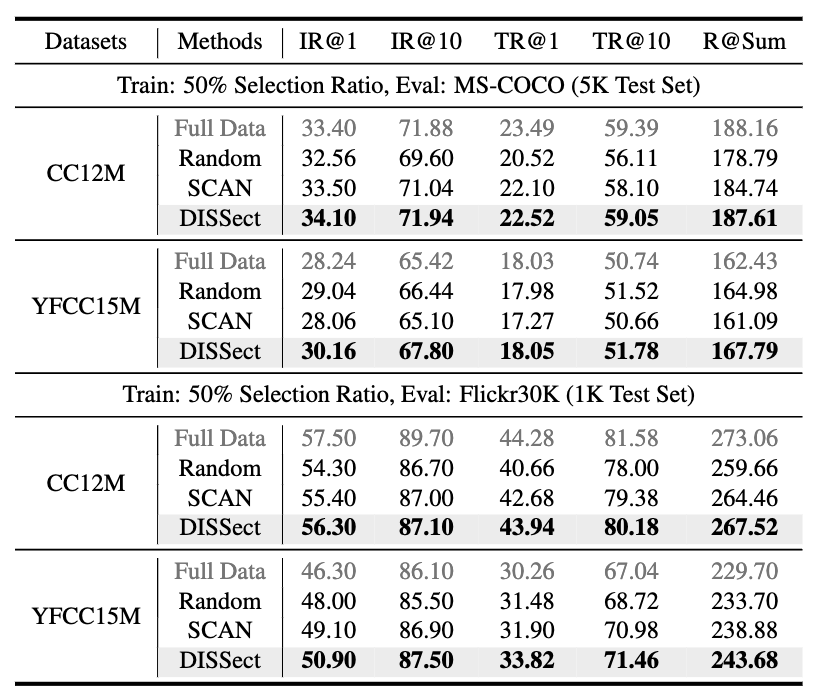 Datasets Methods IR@1 IR@10 TR@1 TR@10 R@Sum
Train: 50% Selection Ratio, Eval: MS-COCO (5K Test Set)
CC12M
Full Data 33.40 71.88 23.49 59.39 188.16
Random 32.56 69.60 20.52 56.11 178.79
SCAN 33.50 71.04 22.10 58.10 184.74
DISSect 34.10 71.94 22.52 59.05 187.61
YFCC15M
Full Data 28.24 65.42 18.03 50.74 162.43
Random 29.04 66.44 17.98 51.52 164.98
SCAN 28.06 65.10 17.27 50.66 161.09
DISSect 30.16 67.80 18.05 51.78 167.79
Train: 50% Selection Ratio, Eval: Flickr30K (1K Test Set)
CC12M
Full Data 57.50 89.70 44.28 81.58 273.06
Random 54.30 86.70 40.66 78.00 259.66
SCAN 55.40 87.00 42.68 79.38 264.46
DISSect 56.30 87.10 43.94 80.18 267.52
YFCC15M
Full Data 46.30 86.10 30.26 67.04 229.70
Random 48.00 85.50 31.48 68.72 233.70
SCAN 49.10 86.90 31.90 70.98 238.88
DISSect 50.90 87.50 33.82 71.46 243.68